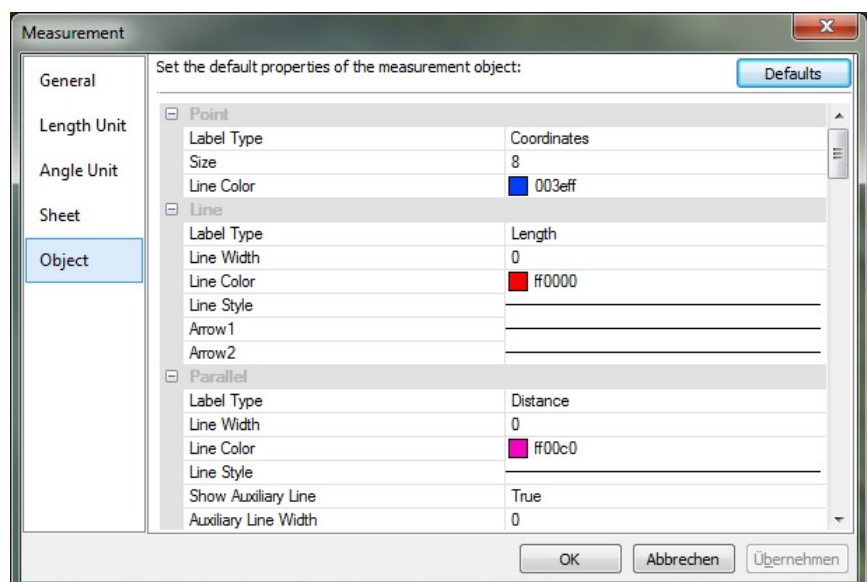 Measurement
General
Length Unit
Angle Unit
Sheet
Object
Set the default properties of the measurement object:
Defaults
Point
Label Type Coordinates
Size 8
Line Color 003eff
Line
Label Type Length
Line Width 0
Line Color ff0000
Line Style
Arrow1
Arrow2
Parallel
Label Type Distance
Line Width 0
Line Color ff00c0
Line Style
Show Auxiliary Line True
Auxiliary Line Width 0
OK Abbrechen Übernehmen